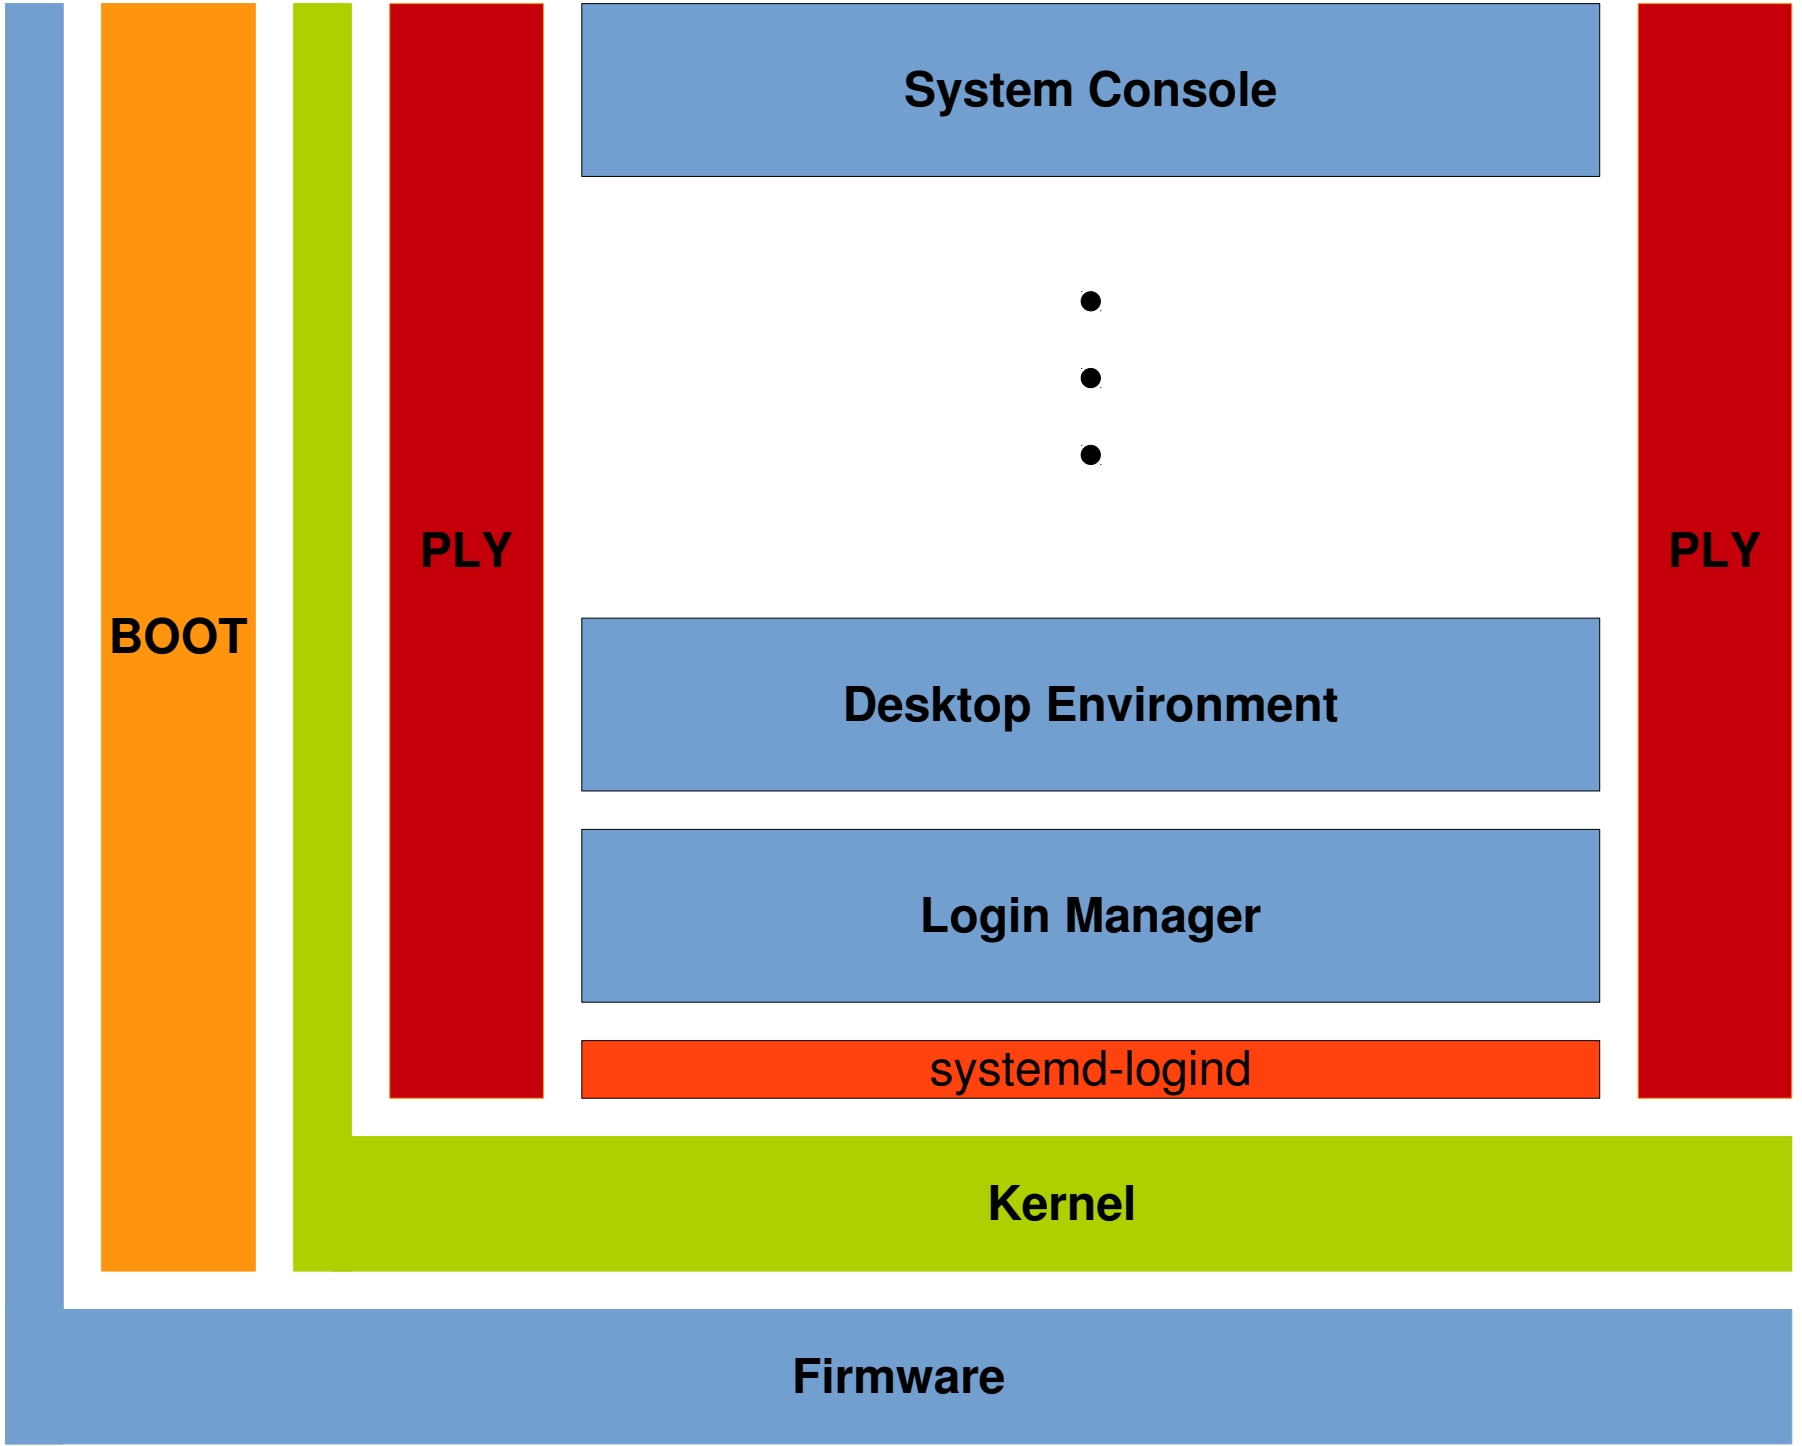 System Console
PLY
PLY
BOOT
Desktop Environment
Login Manager
systemd-logind
Kernel
Firmware